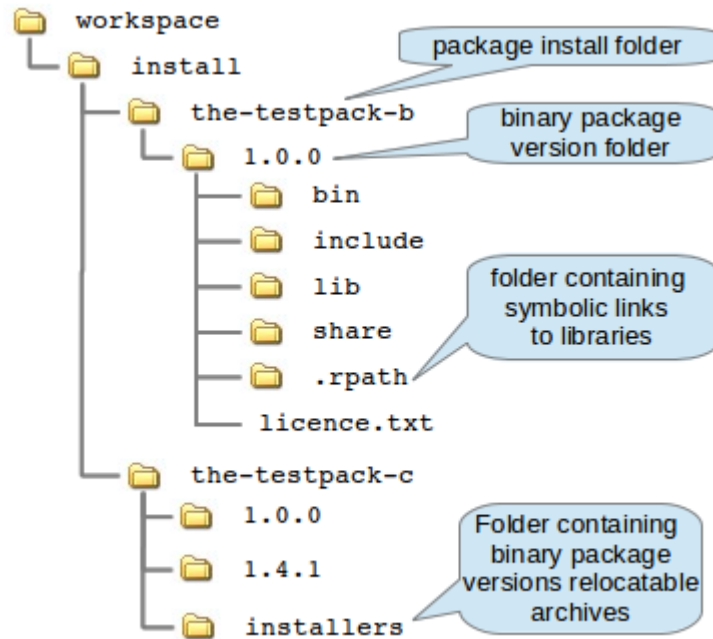 workspace
install
package install folder
the-testpack-b
binary package
version folder
1.0.0
bin
include
lib
folder containing
symbolic links
to libraries
share
.rpath
licence.txt
the-testpack-c
1.0.0
1.4.1
installers
Folder containing
binary package
versions relocatable
archives